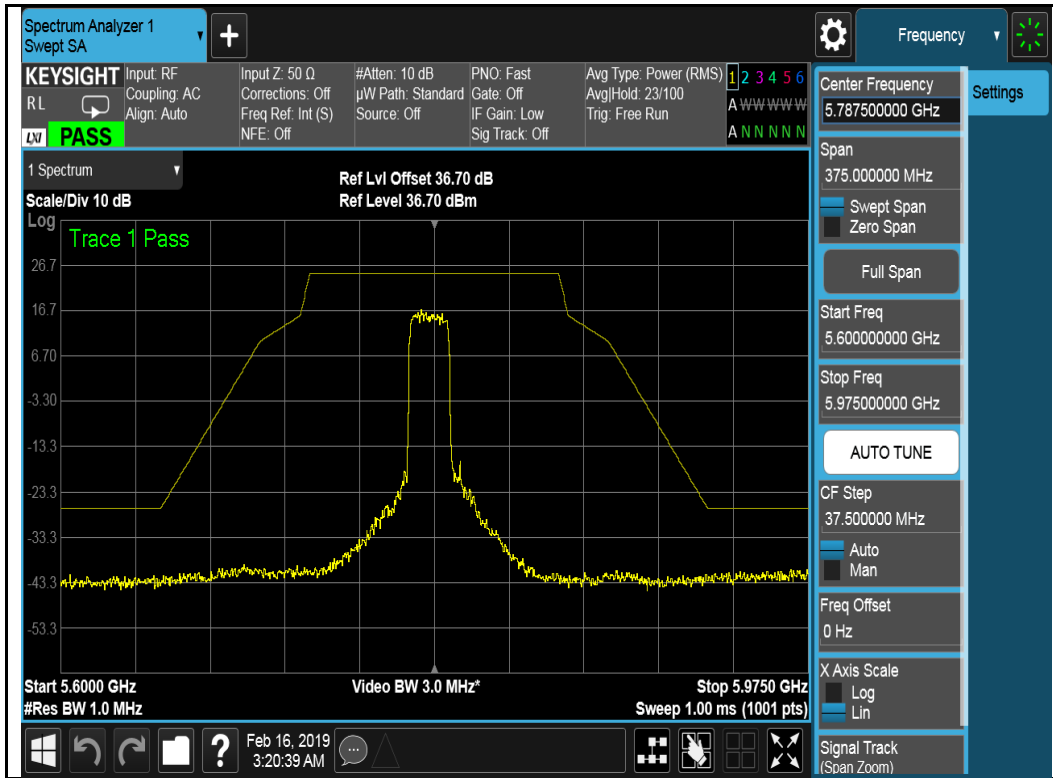 Spectrum Analyzer 1
Swept SA
+
Frequency
KEYSIGHT
R L
LXI
PASS
Input: RF
Coupling: AC
Align: Auto
Input Z: 50 Ω
Corrections: Off
Freq Ref: Int (S)
NFE: Off
#Atten: 10 dB
µW Path: Standard
Source: Off
PNO: Fast
Gate: Off
IF Gain: Low
Sig Track: Off
Avg Type: Power (RMS)
Avg|Hold: 23/100
Trig: Free Run
1 2 3 4 5 6
A W W W W W
A N N N N N
1 Spectrum
Scale/Div 10 dB
Ref Lvl Offset 36.70 dB
Ref Level 36.70 dBm
Log
Trace 1 Pass
26.7
16.7
6.70
-3.30
-13.3
-23.3
-33.3
-43.3
-53.3
Start 5.6000 GHz
#Res BW 1.0 MHz
Video BW 3.0 MHz*
Stop 5.9750 GHz
Sweep 1.00 ms (1001 pts)
?
Feb 16, 2019
3:20:39 AM
Center Frequency
5.787500000 GHz
Settings
Span
375.000000 MHz
Swept Span
Zero Span
Full Span
Start Freq
5.600000000 GHz
Stop Freq
5.975000000 GHz
AUTO TUNE
CF Step
37.500000 MHz
Auto
Man
Freq Offset
0 Hz
X Axis Scale
Log
Lin
Signal Track
(Span Zoom)